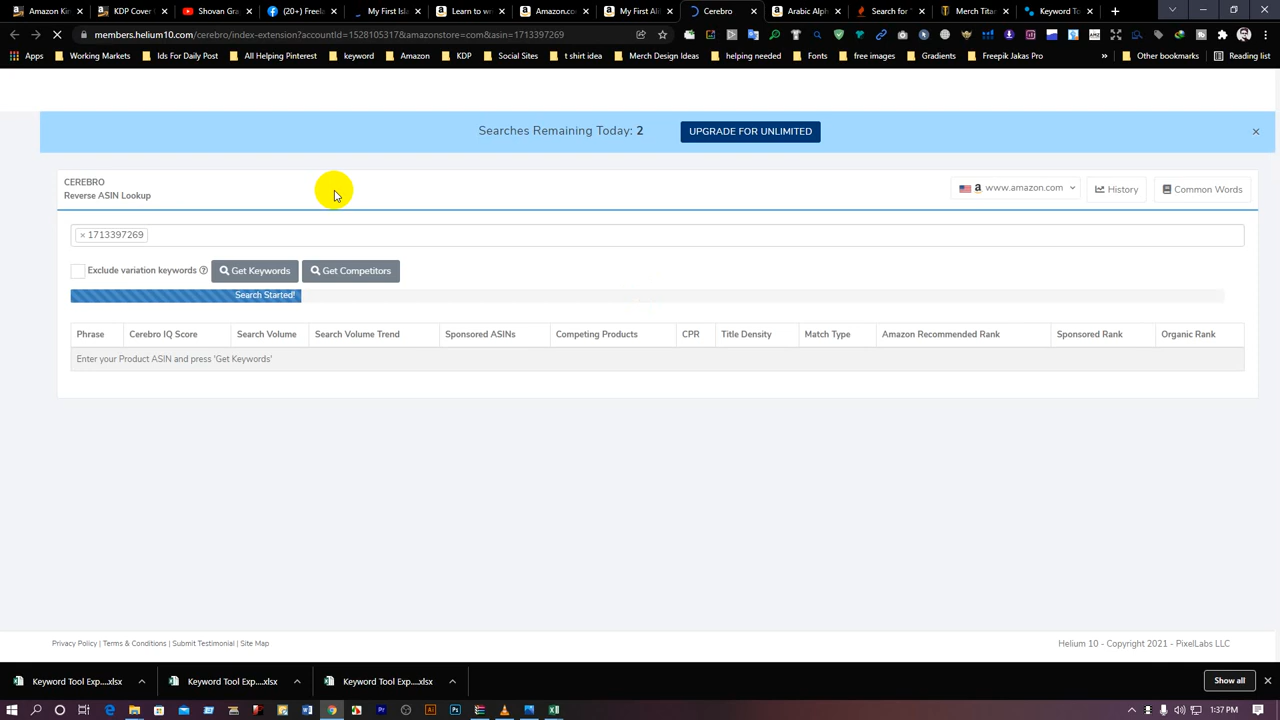 Amazon Kin
KDP Cover
Shovan Gra
(20+) Freela
My First Isl
Learn to w
Amazon.co
My First Al
Cerebro
Arabic Alph
Search for
Merch Titan
Keyword To
members.helium10.com/cerebro/index-extension?accountId=1528105317&amazonstore=com&asin=1713397269
Apps
Working Markets
Ids For Daily Post
All Helping Pinterest
keyword
Amazon
KDP
Social Sites
t shirt idea
Merch Design Ideas
helping needed
Fonts
free images
Gradients
Freepik Jakas Pro
»
Other bookmarks
Reading list
Searches Remaining Today: 2
UPGRADE FOR UNLIMITED
CEREBRO
Reverse ASIN Lookup
www.amazon.com
History
Common Words
× 1713397269
Exclude variation keywords
Get Keywords
Get Competitors
Search Started!
Phrase
Cerebro IQ Score
Search Volume
Search Volume Trend
Sponsored ASINs
Competing Products
CPR
Title Density
Match Type
Amazon Recommended Rank
Sponsored Rank
Organic Rank
Enter your Product ASIN and press 'Get Keywords'
Privacy Policy | Terms & Conditions | Submit Testimonial | Site Map
Helium 10 - Copyright 2021 - PixelLabs LLC
Keyword Tool Exp....xlsx
Keyword Tool Exp....xlsx
Keyword Tool Exp....xlsx
Show all
1:37 PM